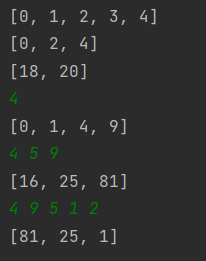 [0, 1, 2, 3, 4]
[0, 2, 4]
[18, 20]
4
[0, 1, 4, 9]
4 5 9
[16, 25, 81]
4 9 5 1 2
[81, 25, 1]